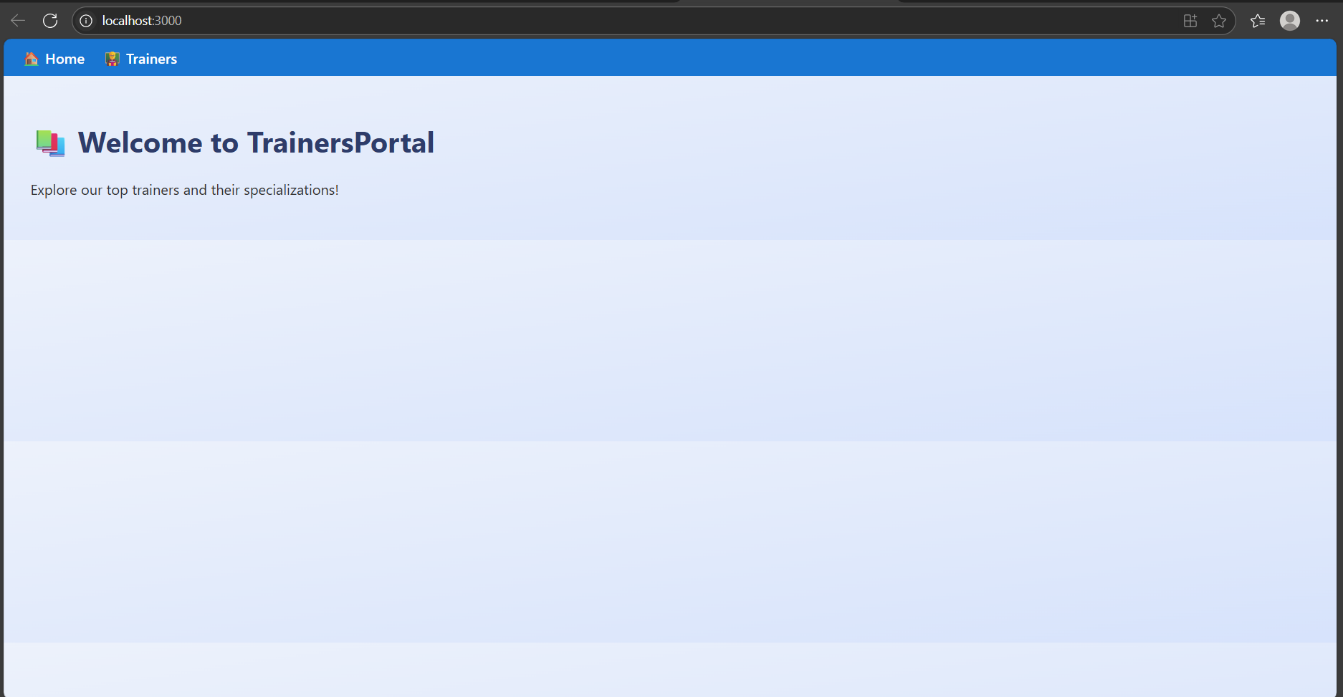 localhost:3000
Home Trainers
Welcome to TrainersPortal
Explore our top trainers and their specializations!